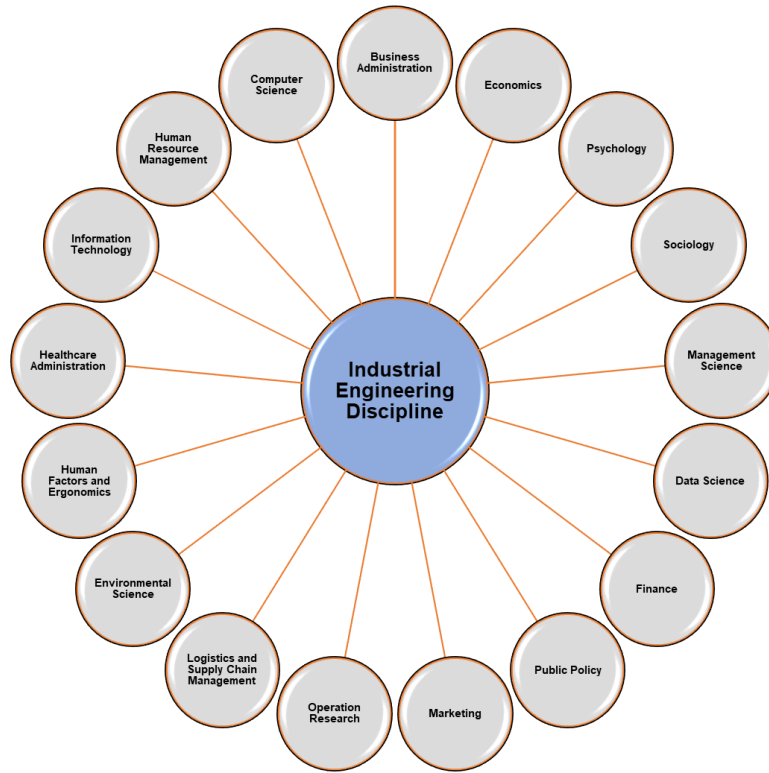 Business
Administration
Economics
Psychology
Sociology
Management
Science
Data Science
Finance
Public Policy
Marketing
Operation
Research
Logistics and
Supply Chain
Management
Environmental
Science
Human
Factors and
Ergonomics
Healthcare
Administration
Information
Technology
Human
Resource
Management
Computer
Science
Industrial
Engineering
Discipline